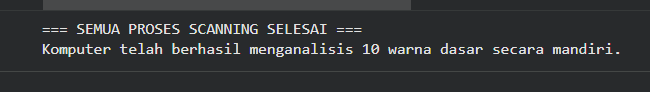 === SEMUA PROSES SCANNING SELESAI ===
Komputer telah berhasil menganalisis 10 warna dasar secara mandiri.